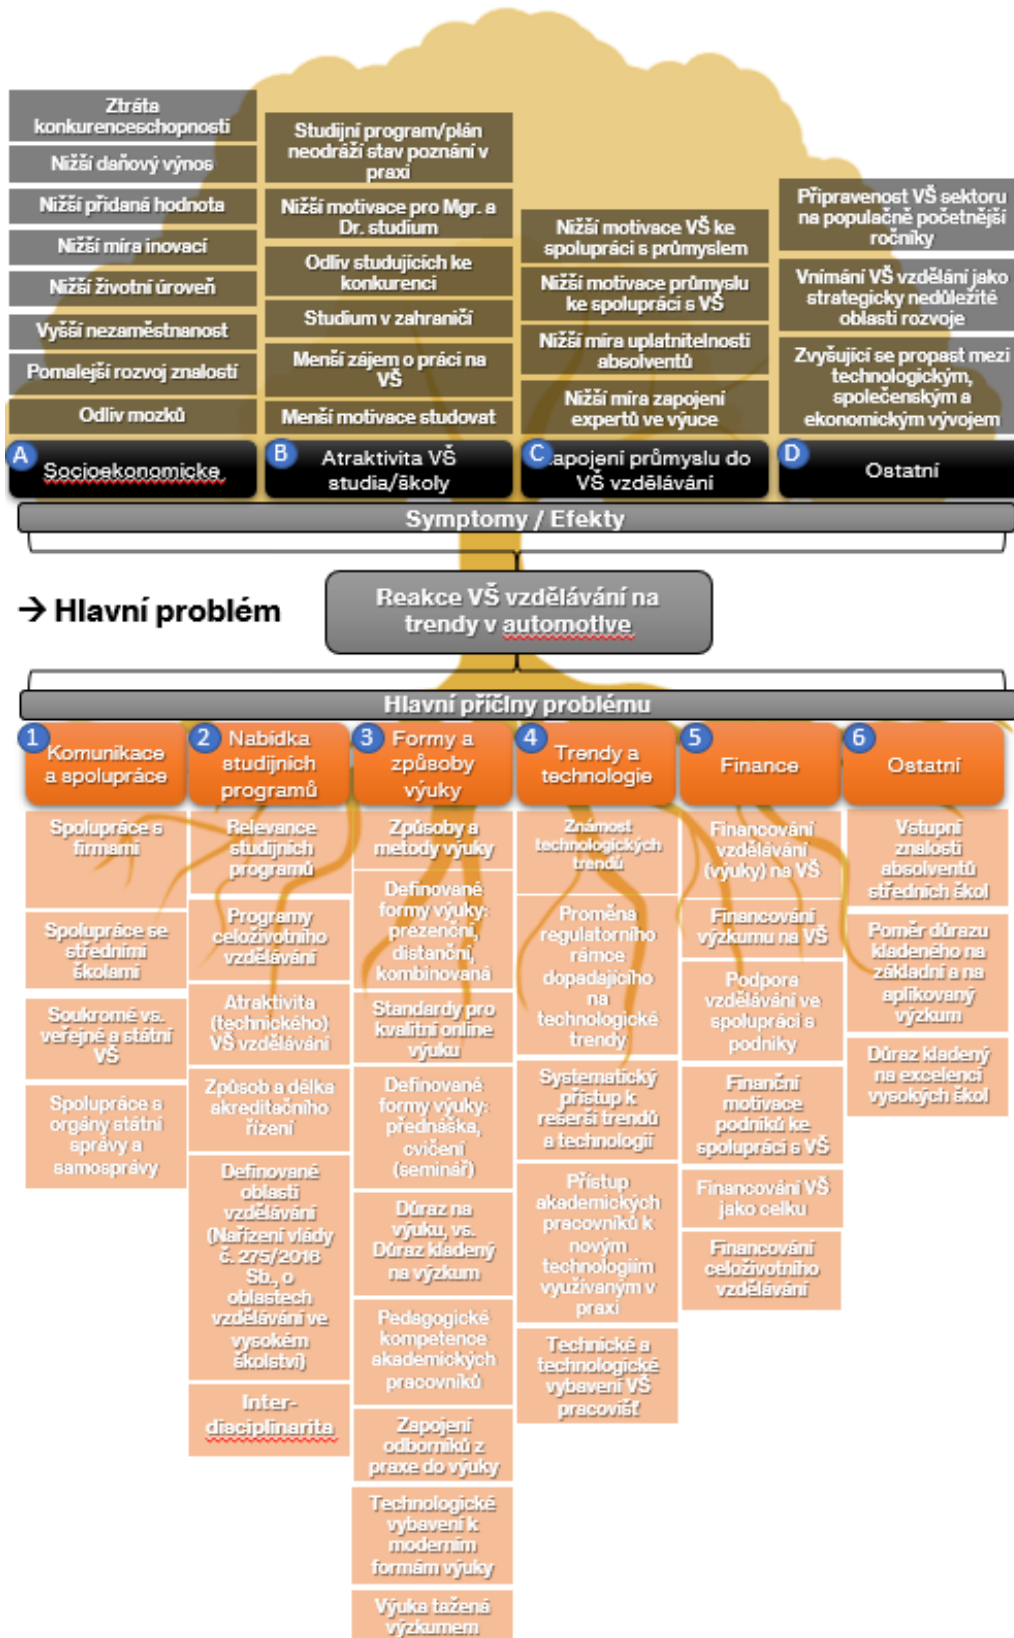 Ztráta
konkurenceschopnosti
Nižší daňový výnos
Nižší přidaná hodnota
Nižší míra inovací
Nižší životní úroveň
Vyšší nezaměstnanost
Pomalejší rozvoj znalostí
Odliv mozků
A
Socioekonomicke
Studijní program/plán
neodráží stav poznání v
praxi
Nižší motivace pro Mgr. a
Dr. studium
Odliv studujících ke
konkurenci
Studium v zahraničí
Menší zájem o práci na
VŠ
Menší motivace studovat
B
Atraktivita VŠ
studia/školy
Nižší motivace VŠ ke
spolupráci s průmyslem
Nižší motivace průmyslu
ke spolupráci s VŠ
Nižší míra uplatnitelnosti
absolventů
Nižší míra zapojení
expertů ve výuce
C
apojení průmyslu do
VŠ vzdělávání
Připravenost VŠ sektoru
na populačně početnější
ročníky
Vnímání VŠ vzdělání jako
strategicky nedůležité
oblasti rozvoje
Zvyšující se propast mezi
technologickým,
společenským a
ekonomickým vývojem
D
Ostatní
Symptomy / Efekty
→ Hlavní problém
Reakce VŠ vzdělávání na
trendy v automotive
Hlavní příčiny problému
1
Komunikace
a spolupráce
Spolupráce s
firmami
Spolupráce se
středními
školami
Soukromé vs.
veřejné a státní
VŠ
Spolupráce s
orgány státní
správy a
samosprávy
2
Nabídka
studijních
programů
Relevance
studijních
programů
Programy
celoživotního
vzdělávání
Atraktivita
(technického)
VŠ vzdělávání
Způsob a délka
akreditačního
řízení
Definované
oblasti
vzdělávání
(Nařízení vlády
č. 275/2016
Sb., o
oblastech
vzdělávání ve
vysokém
školství)
Inter-
disciplinarita
3
Formy a
způsoby
výuky
Způsoby a
metody výuky
Definované
formy výuky:
prezenční,
distanční,
kombinovaná
Standardy pro
kvalitní online
výuku
Definované
formy výuky:
přednáška,
cvičení
(seminář)
Důraz na
výuku, vs.
Důraz kladený
na výzkum
Pedagogické
kompetence
akademických
pracovníků
Zapojení
odborníků z
praxe do výuky
Technologické
vybavení k
moderním
formám výuky
Výuka tažená
výzkumem
4
Trendy a
technologie
Známost
technologických
trendů
Proměna
regulatorního
rámce
dopadajícího
na
technologické
trendy
Systematický
přístup k
rešerši trendů
a technologií
Přístup
akademických
pracovníků k
novým
technologiím
využívaným v
praxi
Technické a
technologické
vybavení VŠ
pracovišť
5
Finance
Financování
vzdělávání
(výuky) na VŠ
Financování
výzkumu na VŠ
Podpora
vzdělávání ve
spolupráci s
podniky
Finanční
motivace
podniků ke
spolupráci s VŠ
Financování VŠ
jako celku
Financování
celoživotního
vzdělávání
6
Ostatní
Vstupní
znalosti
absolventů
středních škol
Poměr důrazu
kladeného na
základní a na
aplikovaný
výzkum
Důraz kladený
na excelenci
vysokých škol